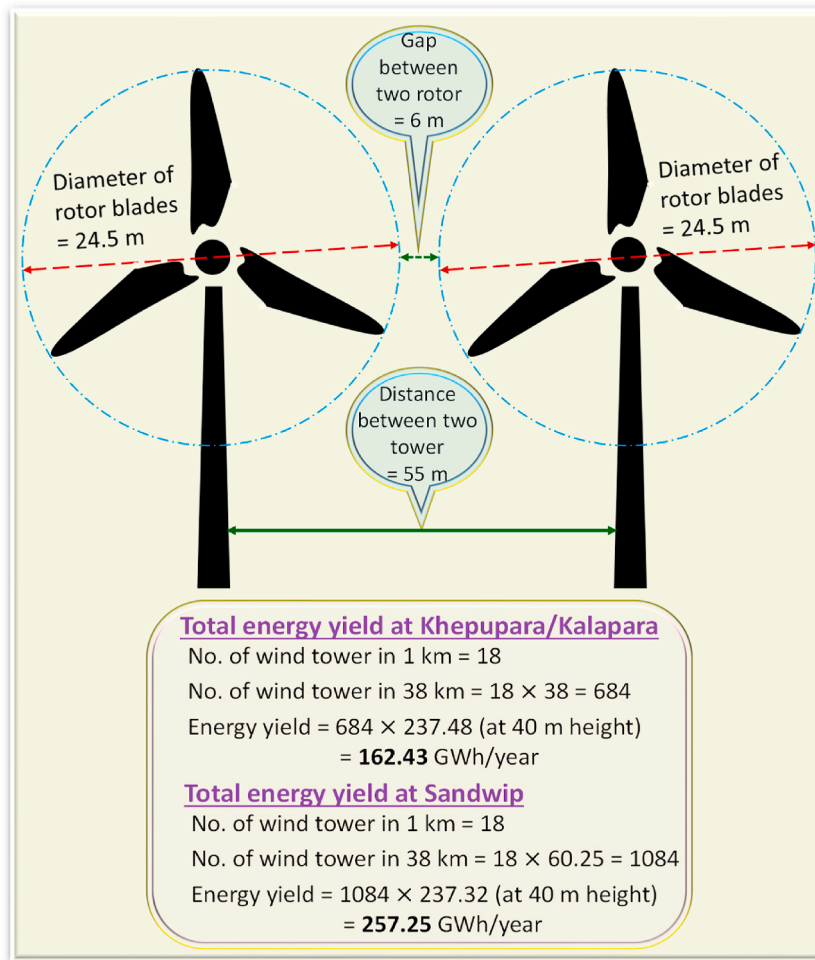 Gap
between
two rotor
= 6 m
Diameter of
rotor blades
= 24.5 m
Diameter of
rotor blades
= 24.5 m
Distance
between two
tower
= 55 m
Total energy yield at Khepupara/Kalapara
No. of wind tower in 1 km = 18
No. of wind tower in 38 km = 18 × 38 = 684
Energy yield = 684 × 237.48 (at 40 m height)
= 162.43 GWh/year
Total energy yield at Sandwip
No. of wind tower in 1 km = 18
No. of wind tower in 38 km = 18 × 60.25 = 1084
Energy yield = 1084 × 237.32 (at 40 m height)
= 257.25 GWh/year